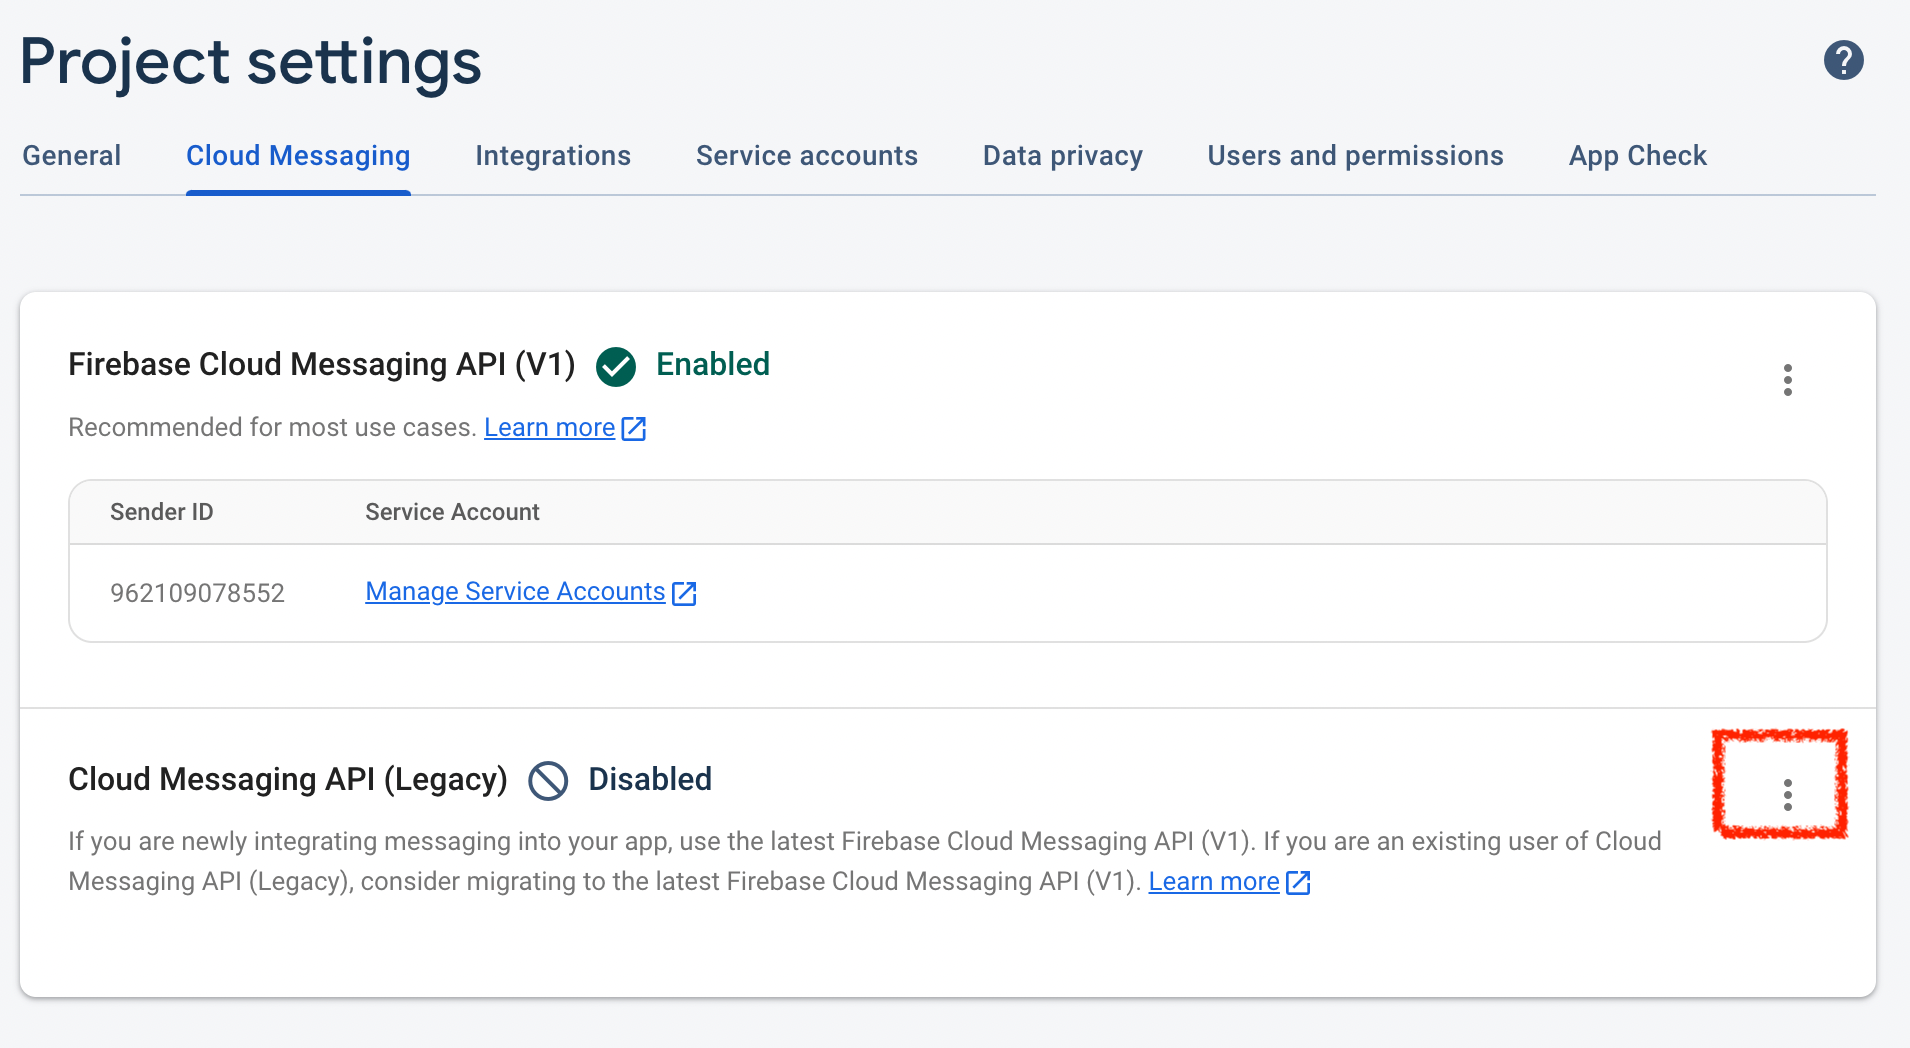 Project settings
General Cloud Messaging Integrations Service accounts Data privacy Users and permissions App Check
Firebase Cloud Messaging API (V1) Enabled
Recommended for most use cases. Learn more
Sender ID Service Account
962109078552 Manage Service Accounts
Cloud Messaging API (Legacy) Disabled
If you are newly integrating messaging into your app, use the latest Firebase Cloud Messaging API (V1). If you are an existing user of Cloud
Messaging API (Legacy), consider migrating to the latest Firebase Cloud Messaging API (V1). Learn more